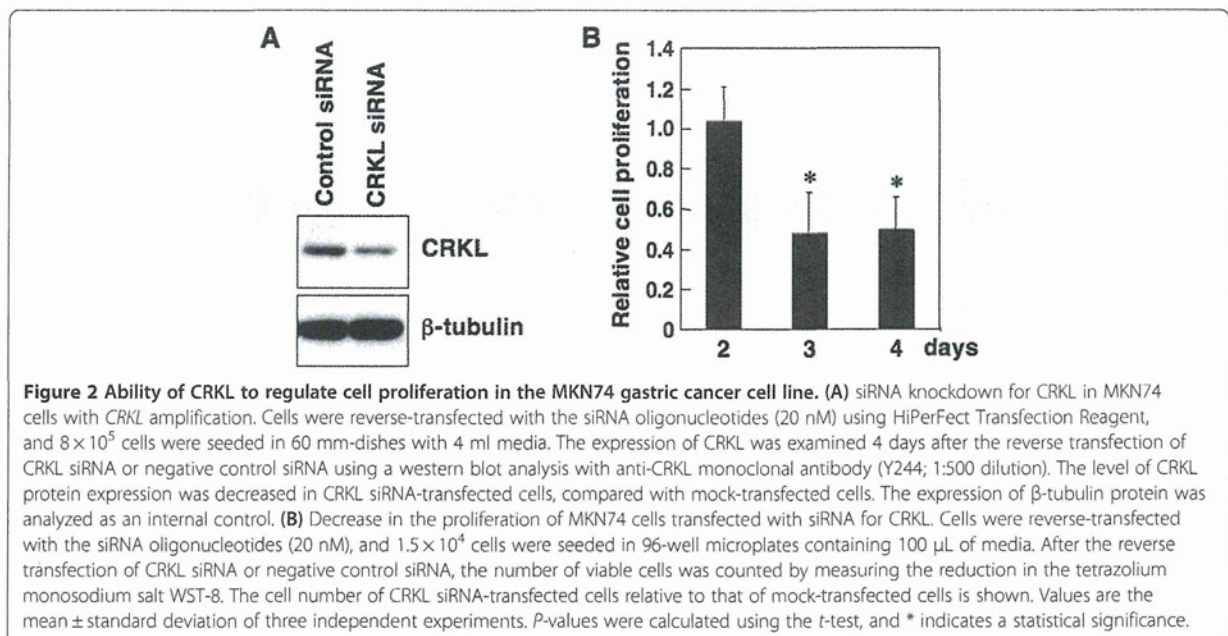 A
Control siRNA
CRKL siRNA
CRKL
β-tubulin
B
Relative cell proliferation
1.4
1.2
1.0
0.8
0.6
0.4
0.2
0
*
*
2 3 4 days
Figure 2 Ability of CRKL to regulate cell proliferation in the MKN74 gastric cancer cell line. (A) siRNA knockdown for CRKL in MKN74
cells with CRKL amplification. Cells were reverse-transfected with the siRNA oligonucleotides (20 nM) using HiPerFect Transfection Reagent,
and 8 × 10⁵ cells were seeded in 60 mm-dishes with 4 ml media. The expression of CRKL was examined 4 days after the reverse transfection of
CRKL siRNA or negative control siRNA using a western blot analysis with anti-CRKL monoclonal antibody (Y244; 1:500 dilution). The level of CRKL
protein expression was decreased in CRKL siRNA-transfected cells, compared with mock-transfected cells. The expression of β-tubulin protein was
analyzed as an internal control. (B) Decrease in the proliferation of MKN74 cells transfected with siRNA for CRKL. Cells were reverse-transfected
with the siRNA oligonucleotides (20 nM), and 1.5 × 10⁴ cells were seeded in 96-well microplates containing 100 μL of media. After the reverse
transfection of CRKL siRNA or negative control siRNA, the number of viable cells was counted by measuring the reduction in the tetrazolium
monosodium salt WST-8. The cell number of CRKL siRNA-transfected cells relative to that of mock-transfected cells is shown. Values are the
mean ± standard deviation of three independent experiments. P-values were calculated using the t-test, and * indicates a statistical significance.